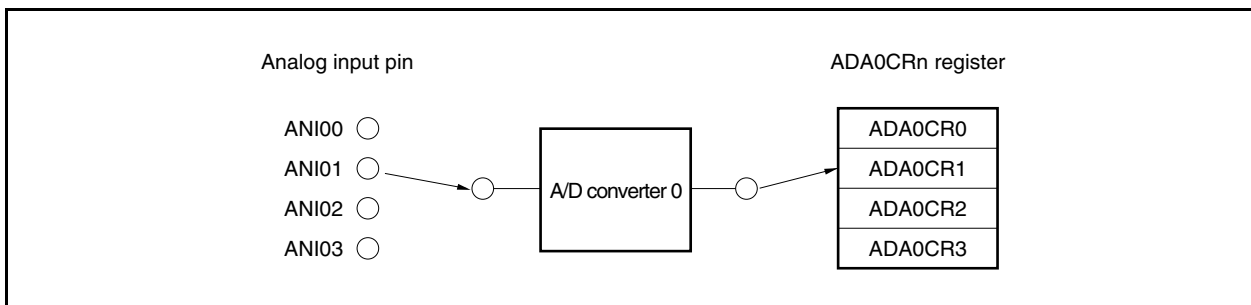 Analog input pin
ADA0CRn register
ANI00
ANI01
ANI02
ANI03
A/D converter 0
ADA0CR0
ADA0CR1
ADA0CR2
ADA0CR3